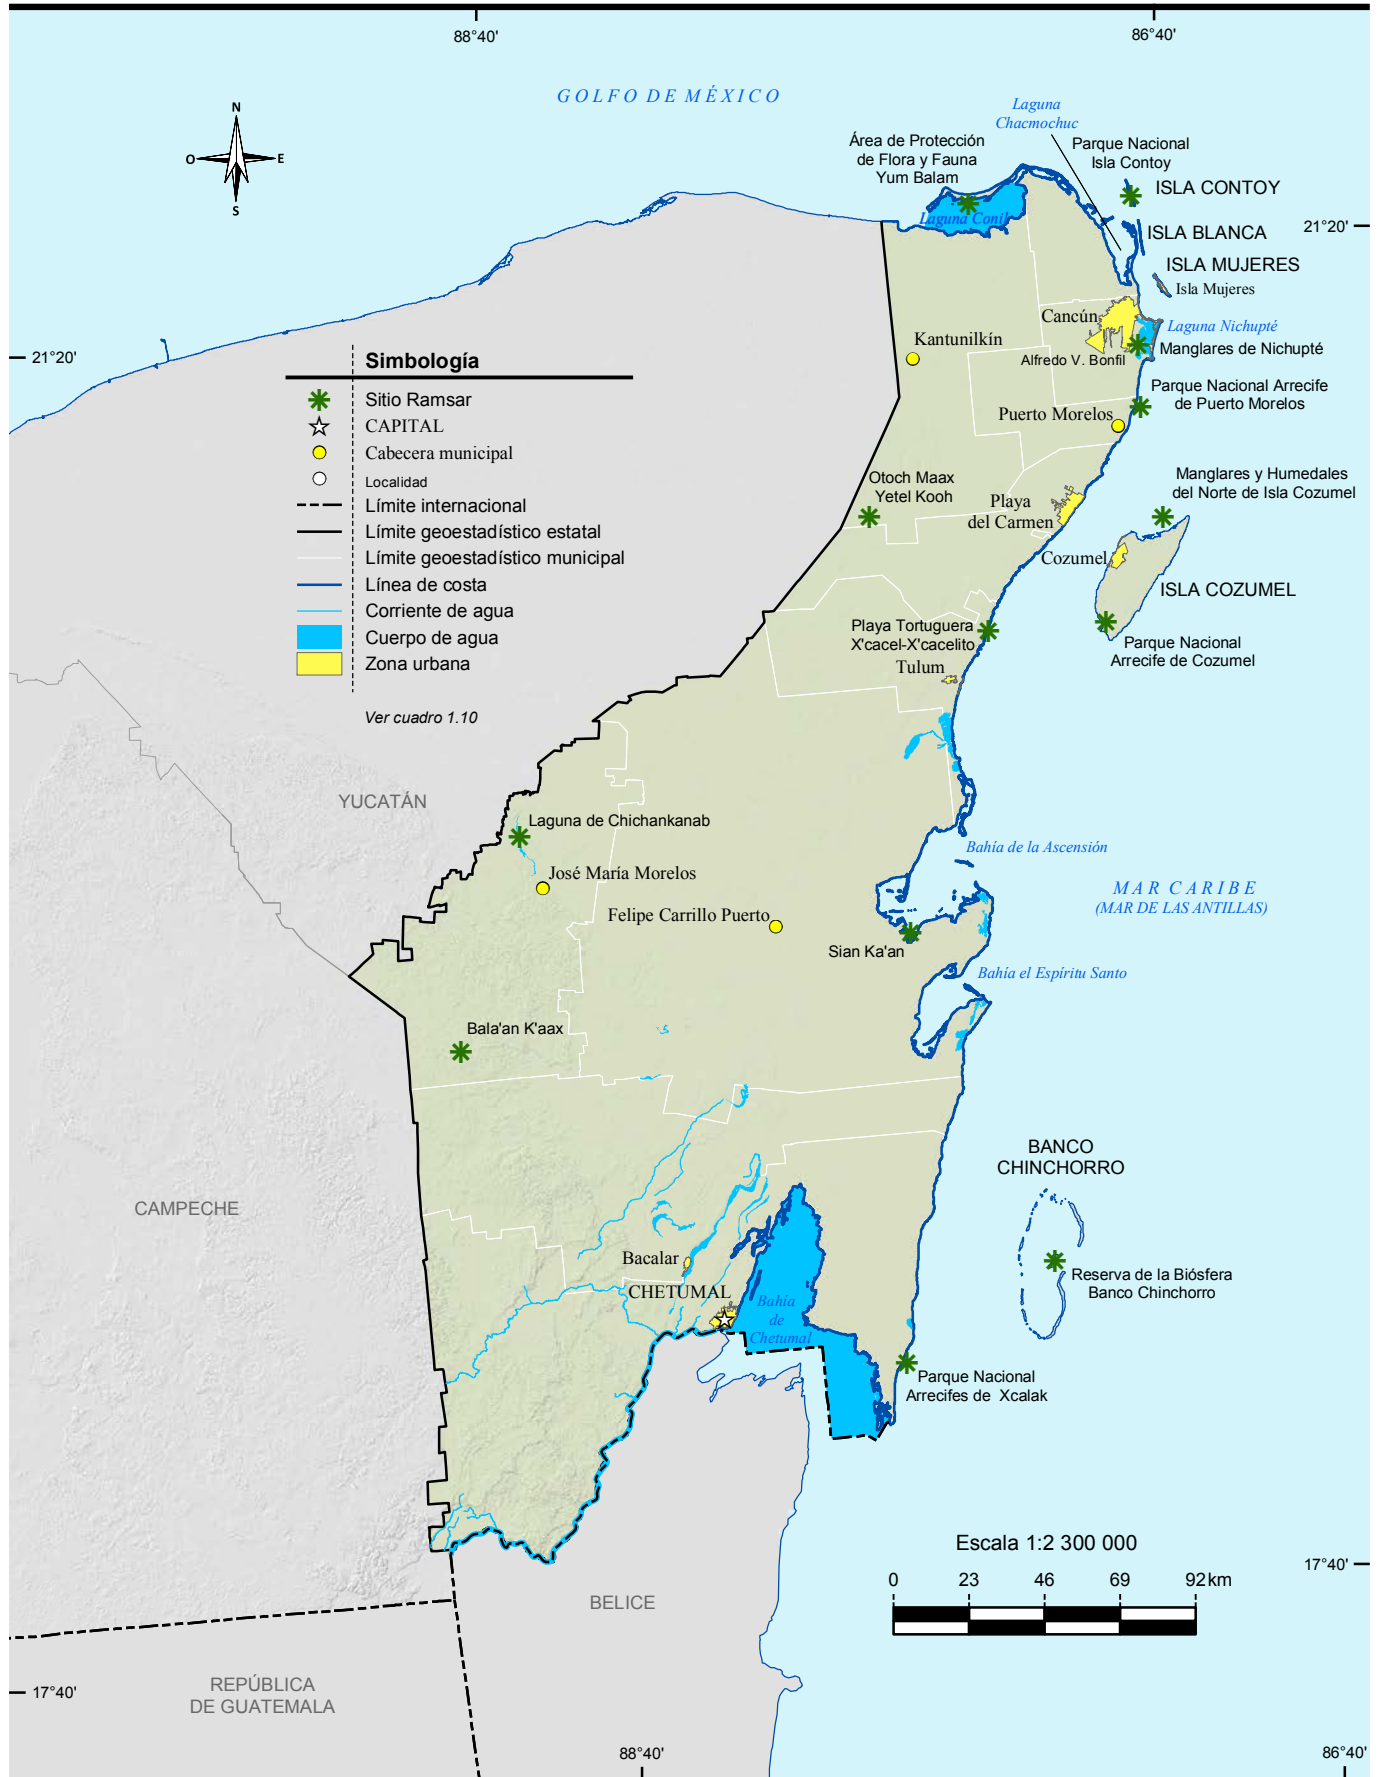 88°40'
86°40'
GOLFO DE MÉXICO
N
O
E
S
Laguna
Chacmochuc
Área de Protección
de Flora y Fauna
Yum Balam
Parque Nacional
Isla Contoy
ISLA CONTOY
Laguna Conil
ISLA BLANCA
21°20'
ISLA MUJERES
Isla Mujeres
Cancún
Laguna Nichupté
Kantunilkín
Manglares de Nichupté
Alfredo V. Bonfil
21°20'
Simbología
Sitio Ramsar
CAPITAL
Cabecera municipal
Localidad
Límite internacional
Límite geoestadístico estatal
Límite geoestadístico municipal
Línea de costa
Corriente de agua
Cuerpo de agua
Zona urbana
Ver cuadro 1.10
Parque Nacional Arrecife
de Puerto Morelos
Puerto Morelos
Otoch Maax
Yetel Kooh
Manglares y Humedales
del Norte de Isla Cozumel
Playa
del Carmen
Cozumel
ISLA COZUMEL
Playa Tortuguera
X'cacel-X'cacelito
Parque Nacional
Arrecife de Cozumel
Tulum
YUCATÁN
Laguna de Chichankanab
Bahía de la Ascensión
José María Morelos
MAR CARIBE
(MAR DE LAS ANTILLAS)
Felipe Carrillo Puerto
Sian Ka'an
Bahía el Espíritu Santo
Bala'an K'aax
BANCO
CHINCHORRO
CAMPECHE
Bacalar
Reserva de la Biósfera
Banco Chinchorro
CHETUMAL
Bahía
de
Chetumal
Parque Nacional
Arrecifes de Xcalak
Escala 1:2 300 000
0 23 46 69 92 km
17°40'
BELICE
REPÚBLICA
DE GUATEMALA
17°40'
88°40'
86°40'